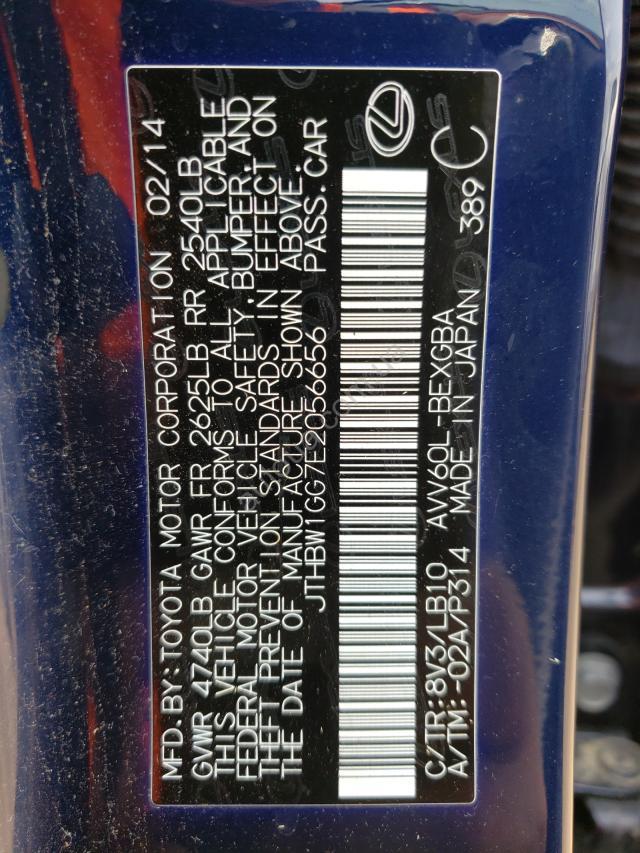 MFD.BY:TOYOTA MOTOR CORPORATION 02/14
GVWR 4740LB GAWR FR 2625LB RR 2540LB
THIS VEHICLE CONFORMS TO ALL APPLICABLE
FEDERAL MOTOR VEHICLE SAFETY,BUMPER,AND
THEFT PREVENTION STANDARDS IN EFFECT ON
THE DATE OF MANUFACTURE SHOWN ABOVE.
JTHBW1GG7E2056656 PASS.CAR
C/TR:8V3/LB10 AVV60L-BEXGBA 389
A/TM:-02A/P314 MADE IN JAPAN C
LEXUS